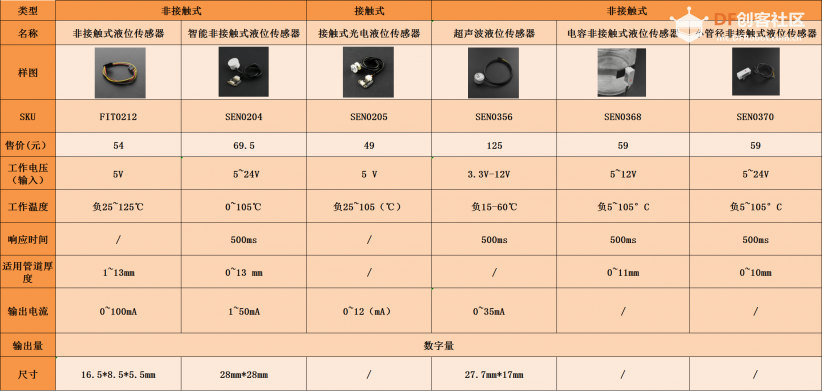 类型 非接触式 接触式 非接触式
DF创客社区
名称 非接触式液位传感器 智能非接触式液位传感器 接触式光电液位传感器 超声波液位传感器 电容非接触式液位传感器 小管径非接触式液位传感器
样图
SKU FIT0212 SEN0204 SEN0205 SEN0356 SEN0368 SEN0370
售价(元) 54 69.5 49 125 59 59
工作电压
（输入） 5V 5~24V 5 V 3.3V-12V 5~12V 5~24V
工作温度 负25~125℃ 0~105℃ 负25~105（℃） 负15-60℃ 负5~105° C 负5~105° C
响应时间 / 500ms / 500ms 500ms 500ms
适用管道厚
度 1~13mm 0~13 mm / / 0~11mm 0~10mm
输出电流 0~100mA 1~50mA 0~12（mA） 0~35mA / /
输出量 数字量
尺寸 16.5*8.5*5.5mm 28mm*28mm / 27.7mm*17mm / /